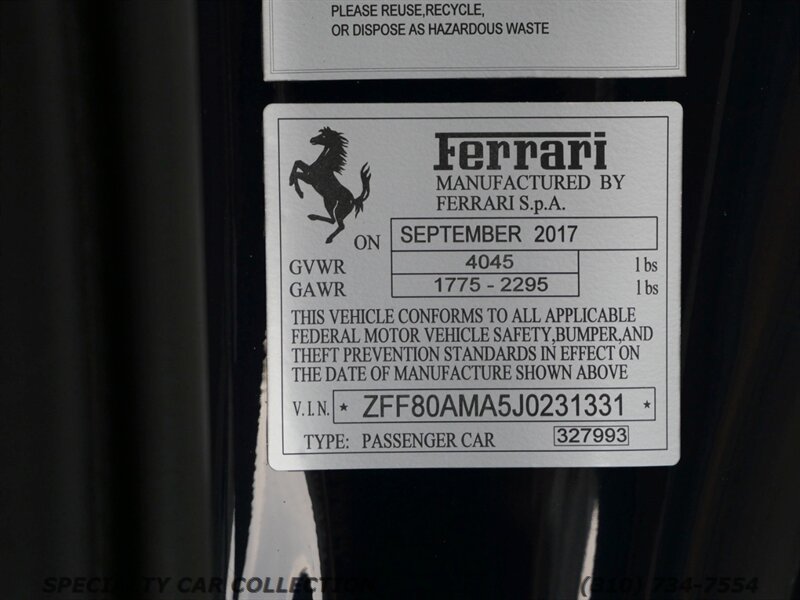 PLEASE REUSE,RECYCLE,
OR DISPOSE AS HAZARDOUS WASTE
Ferrari
MANUFACTURED BY
FERRARI S.p.A.
ON SEPTEMBER 2017
GVWR 4045 lbs
GAWR 1775 - 2295 lbs
THIS VEHICLE CONFORMS TO ALL APPLICABLE
FEDERAL MOTOR VEHICLE SAFETY,BUMPER,AND
THEFT PREVENTION STANDARDS IN EFFECT ON
THE DATE OF MANUFACTURE SHOWN ABOVE
V.I.N. * ZFF80AMA5J0231331 *
TYPE: PASSENGER CAR 327993
SPECIALTY CAR COLLECTION (310) 734-7554